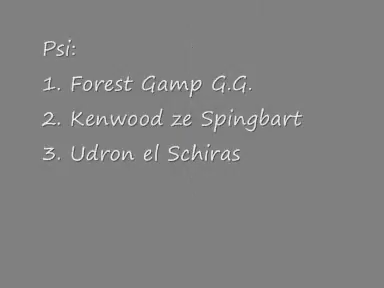 Psi:
1. Forest Gamp G.G.
2. Kenwood ze Spingbart
3. Udron el Schiras